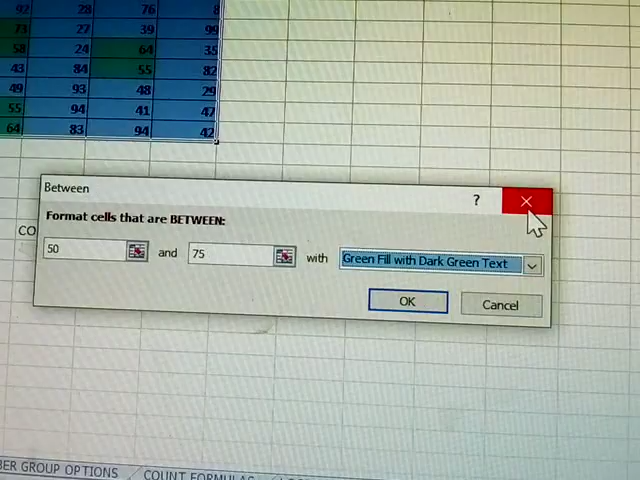 92 28 76 8
73 27 39 99
58 24 64 35
43 84 55 82
49 93 48 29
55 94 41 47
64 83 94 42
Between
?
Format cells that are BETWEEN:
CO
50 and 75 with Green Fill with Dark Green Text
OK Cancel
BER GROUP OPTIONS COUNT FORMULAS